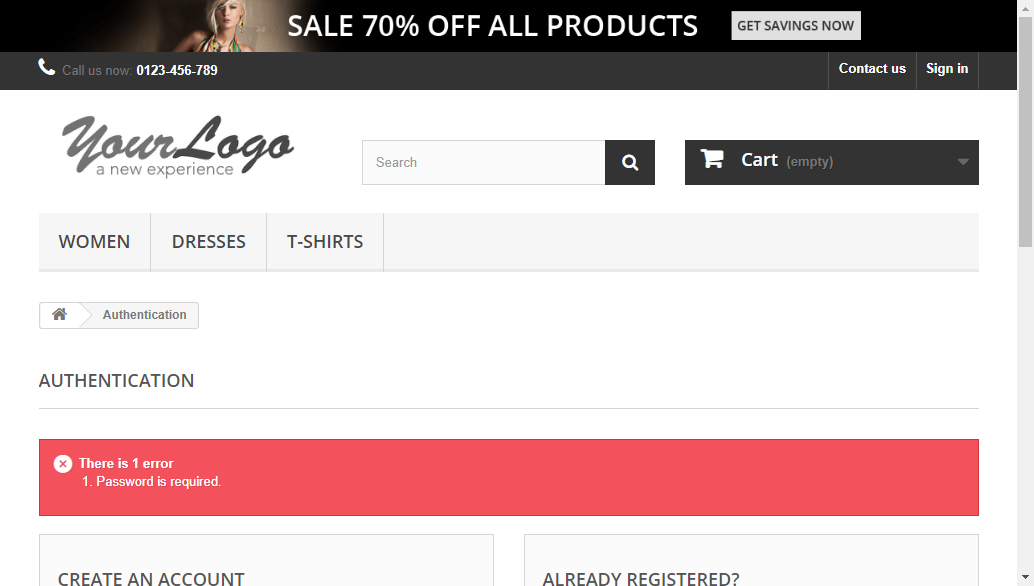 SALE 70% OFF ALL PRODUCTS GET SAVINGS NOW
Call us now: 0123-456-789 Contact us Sign in
YourLogo
a new experience
Search
Cart (empty)
WOMEN DRESSES T-SHIRTS
Authentication
AUTHENTICATION
There is 1 error
1. Password is required.
CREATE AN ACCOUNT ALREADY REGISTERED?